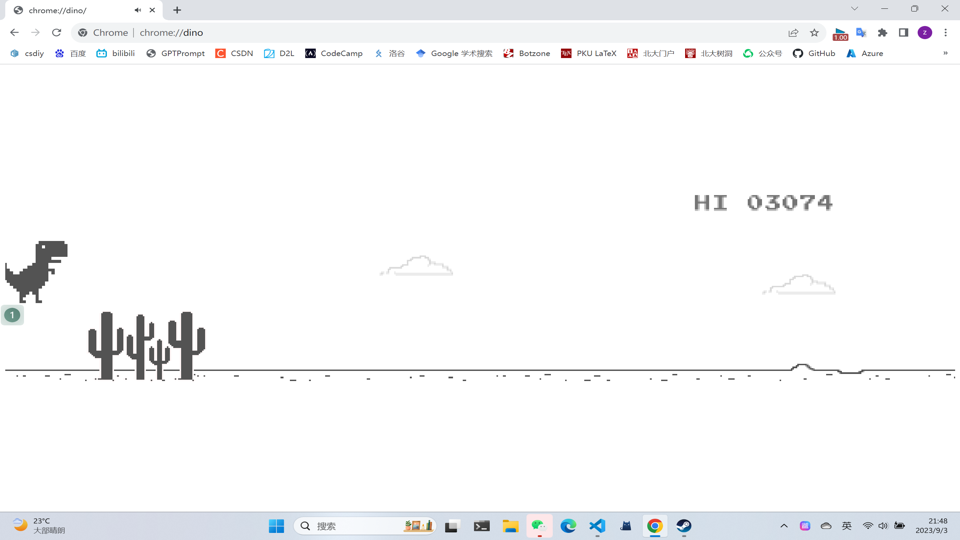 chrome://dino/
Chrome | chrome://dino
1.00
z
csdiy 百度 bilibili GPTPrompt CSDN D2L CodeCamp 洛谷 Google 学术搜索 Botzone PKU LaTeX 北大门户 北大树洞 公众号 GitHub Azure »
HI 03074
1
23°C
大部晴朗
搜索
英
21:48
2023/9/3